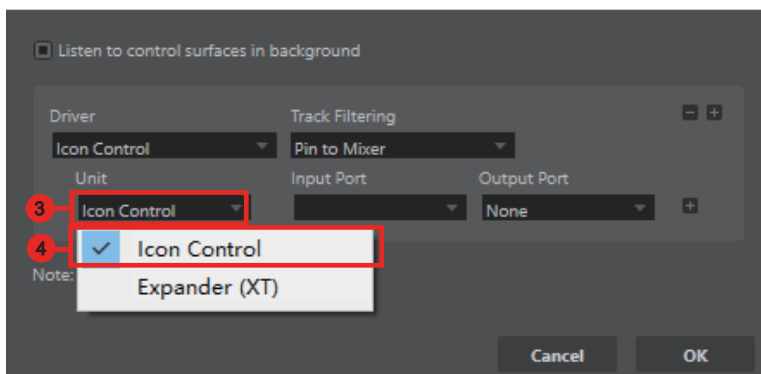 Listen to control surfaces in background
Driver Track Filtering
Icon Control Pin to Mixer
Unit Input Port Output Port
3 Icon Control None
4 Icon Control
Note:
Expander (XT)
Cancel OK